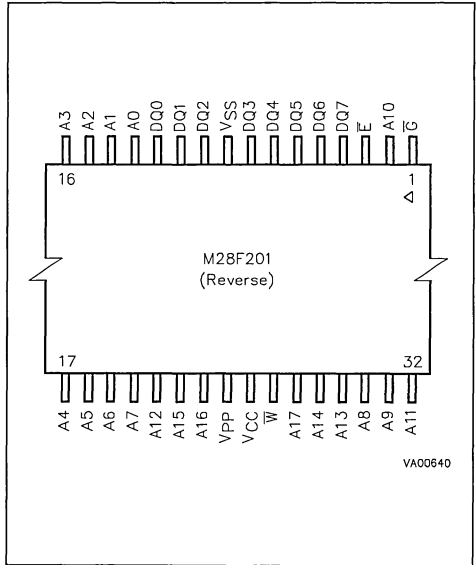 A3 A2 A1 A0 DQ0 DQ1 DQ2 VSS DQ3 DQ4 DQ5 DQ6 DQ7 E̅ A10 G̅
16 1
M28F201
(Reverse)
17 32
A4 A5 A6 A7 A12 A15 A16 VPP VCC W̅ A17 A14 A13 A8 A9 A11
VA00640